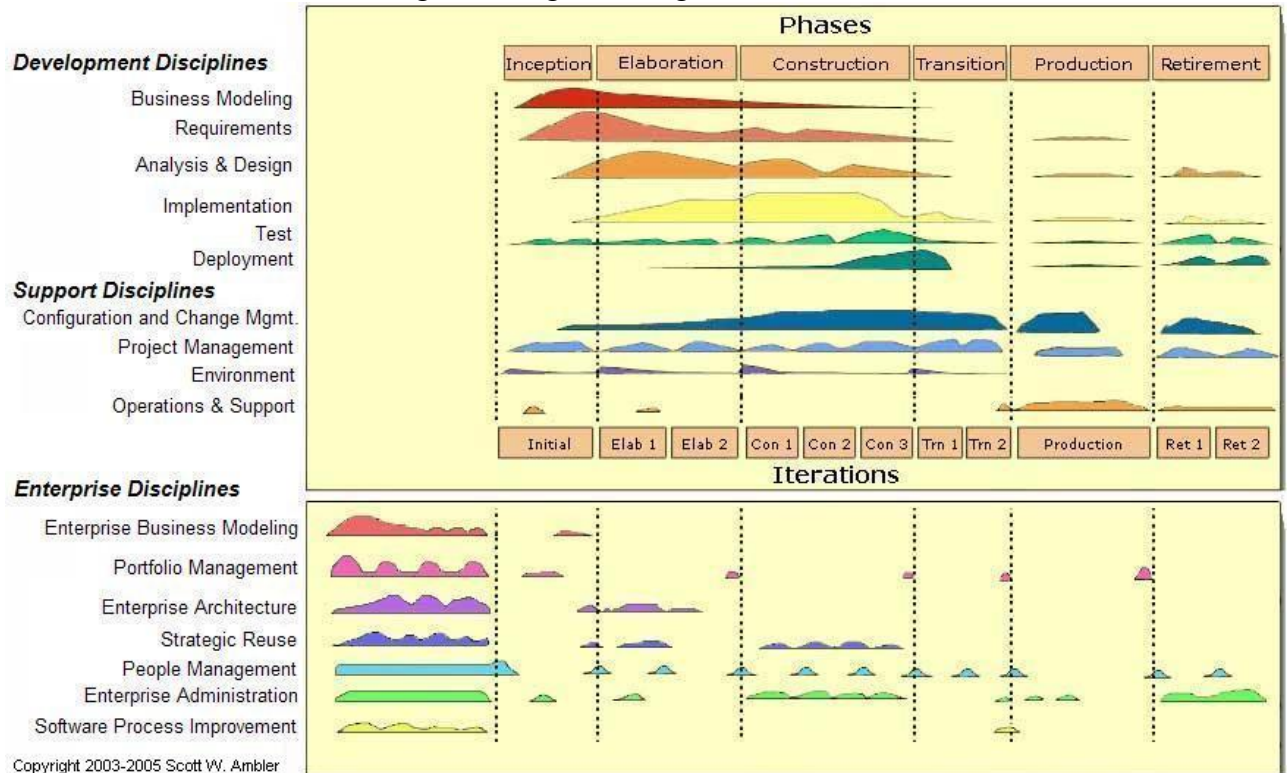 Phases
Development Disciplines
Inception Elaboration Construction Transition Production Retirement
Business Modeling
Requirements
Analysis & Design
Implementation
Test
Deployment
Support Disciplines
Configuration and Change Mgmt.
Project Management
Environment
Operations & Support
Initial Elab 1 Elab 2 Con 1 Con 2 Con 3 Trn 1 Trn 2 Production Ret 1 Ret 2
Iterations
Enterprise Disciplines
Enterprise Business Modeling
Portfolio Management
Enterprise Architecture
Strategic Reuse
People Management
Enterprise Administration
Software Process Improvement
Copyright 2003-2005 Scott W. Ambler